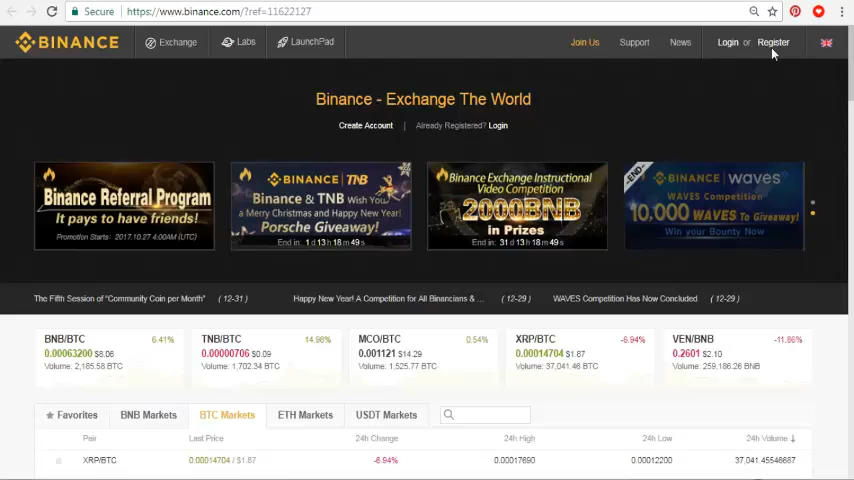 Secure https://www.binance.com/?ref=11622127
BINANCE Exchange Labs LaunchPad Join Us Support News Login or Register
Binance - Exchange The World
Create Account | Already Registered? Login
Binance Referral Program
It pays to have friends!
Promotion Starts: 2017.10.27 4:00AM (UTC)
BINANCE TNB
Binance & TNB Wish You
a Merry Christmas and Happy New Year!
Porsche Giveaway!
End in: 1 d 13 h 18 m 49 s
Binance Exchange Instructional
Video Competition
2000BNB
in Prizes
End in: 31 d 13 h 18 m 49 s
END
BINANCE waves
WAVES Competition
10,000 WAVES To Giveaway!
Win your Bounty Now
The Fifth Session of "Community Coin per Month" ( 12-31 ) Happy New Year! A Competition for All Binancians & ... ( 12-29 ) WAVES Competition Has Now Concluded ( 12-29 )
BNB/BTC 6.41%
0.00063200 $8.06
Volume: 2,185.58 BTC
TNB/BTC 14.98%
0.00000706 $0.09
Volume: 1,702.34 BTC
MCO/BTC 0.54%
0.001121 $14.29
Volume: 1,525.77 BTC
XRP/BTC -6.94%
0.00014704 $1.87
Volume: 37,041.46 BTC
VEN/BNB -11.86%
0.2601 $2.10
Volume: 259,186.26 BNB
Favorites BNB Markets BTC Markets ETH Markets USDT Markets
Pair Last Price 24h Change 24h High 24h Low 24h Volume ↓
XRP/BTC 0.00014704 / $1.87 -6.94% 0.00017690 0.00012200 37,041.45546687